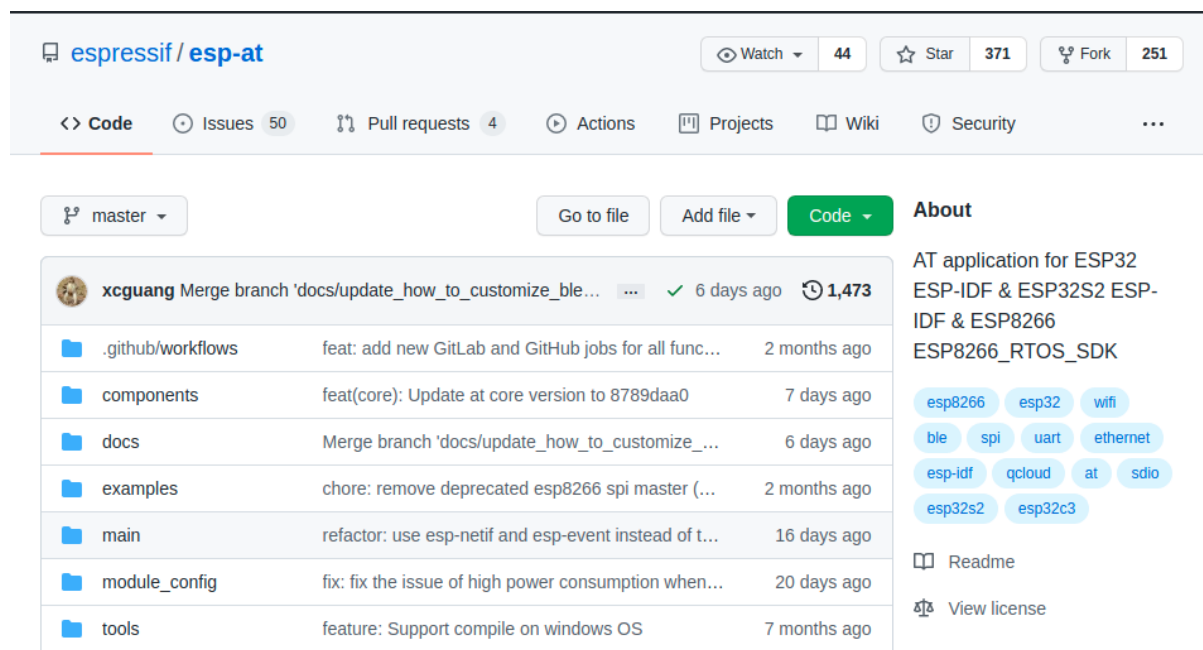 espressif / esp-at Watch 44 Star 371 Fork 251
Code Issues 50 Pull requests 4 Actions Projects Wiki Security ...
master Go to file Add file Code
xcguang Merge branch 'docs/update_how_to_customize_ble... ... 6 days ago 1,473
.github/workflows feat: add new GitLab and GitHub jobs for all func... 2 months ago
components feat(core): Update at core version to 8789daa0 7 days ago
docs Merge branch 'docs/update_how_to_customize_... 6 days ago
examples chore: remove deprecated esp8266 spi master (... 2 months ago
main refactor: use esp-netif and esp-event instead of t... 16 days ago
module_config fix: fix the issue of high power consumption when... 20 days ago
tools feature: Support compile on windows OS 7 months ago
About
AT application for ESP32
ESP-IDF & ESP32S2 ESP-
IDF & ESP8266
ESP8266_RTOS_SDK
esp8266 esp32 wifi
ble spi uart ethernet
esp-idf qcloud at sdio
esp32s2 esp32c3
Readme
View license